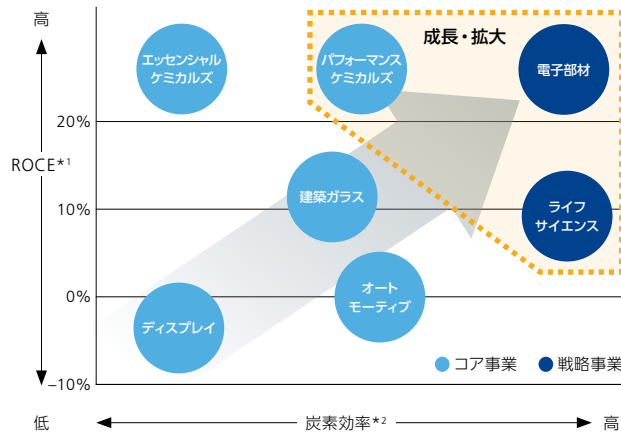 高
成長・拡大
エッセンシャル
ケミカルズ
パフォーマンス
ケミカルズ
電子部材
20%
ROCE*1
建築ガラス
ライフ
サイエンス
10%
0%
オート
モーティブ
ディスプレイ
コア事業
戦略事業
–10%
低
炭素効率*2
高